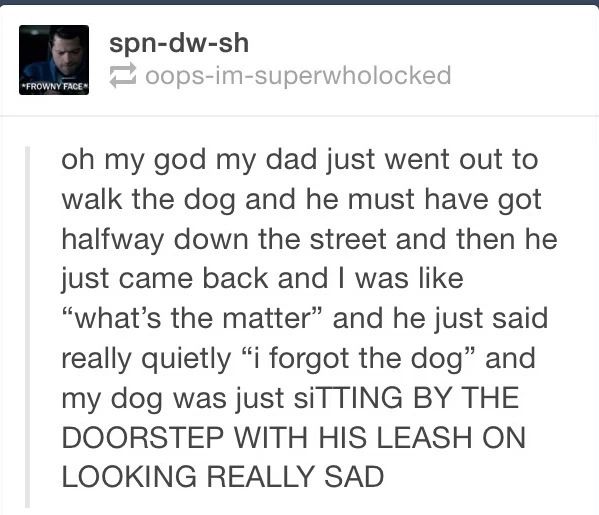 spn-dw-sh
oops-im-superwholocked
*FROWNY FACE*
oh my god my dad just went out to
walk the dog and he must have got
halfway down the street and then he
just came back and I was like
“what’s the matter” and he just said
really quietly “i forgot the dog” and
my dog was just siTTING BY THE
DOORSTEP WITH HIS LEASH ON
LOOKING REALLY SAD